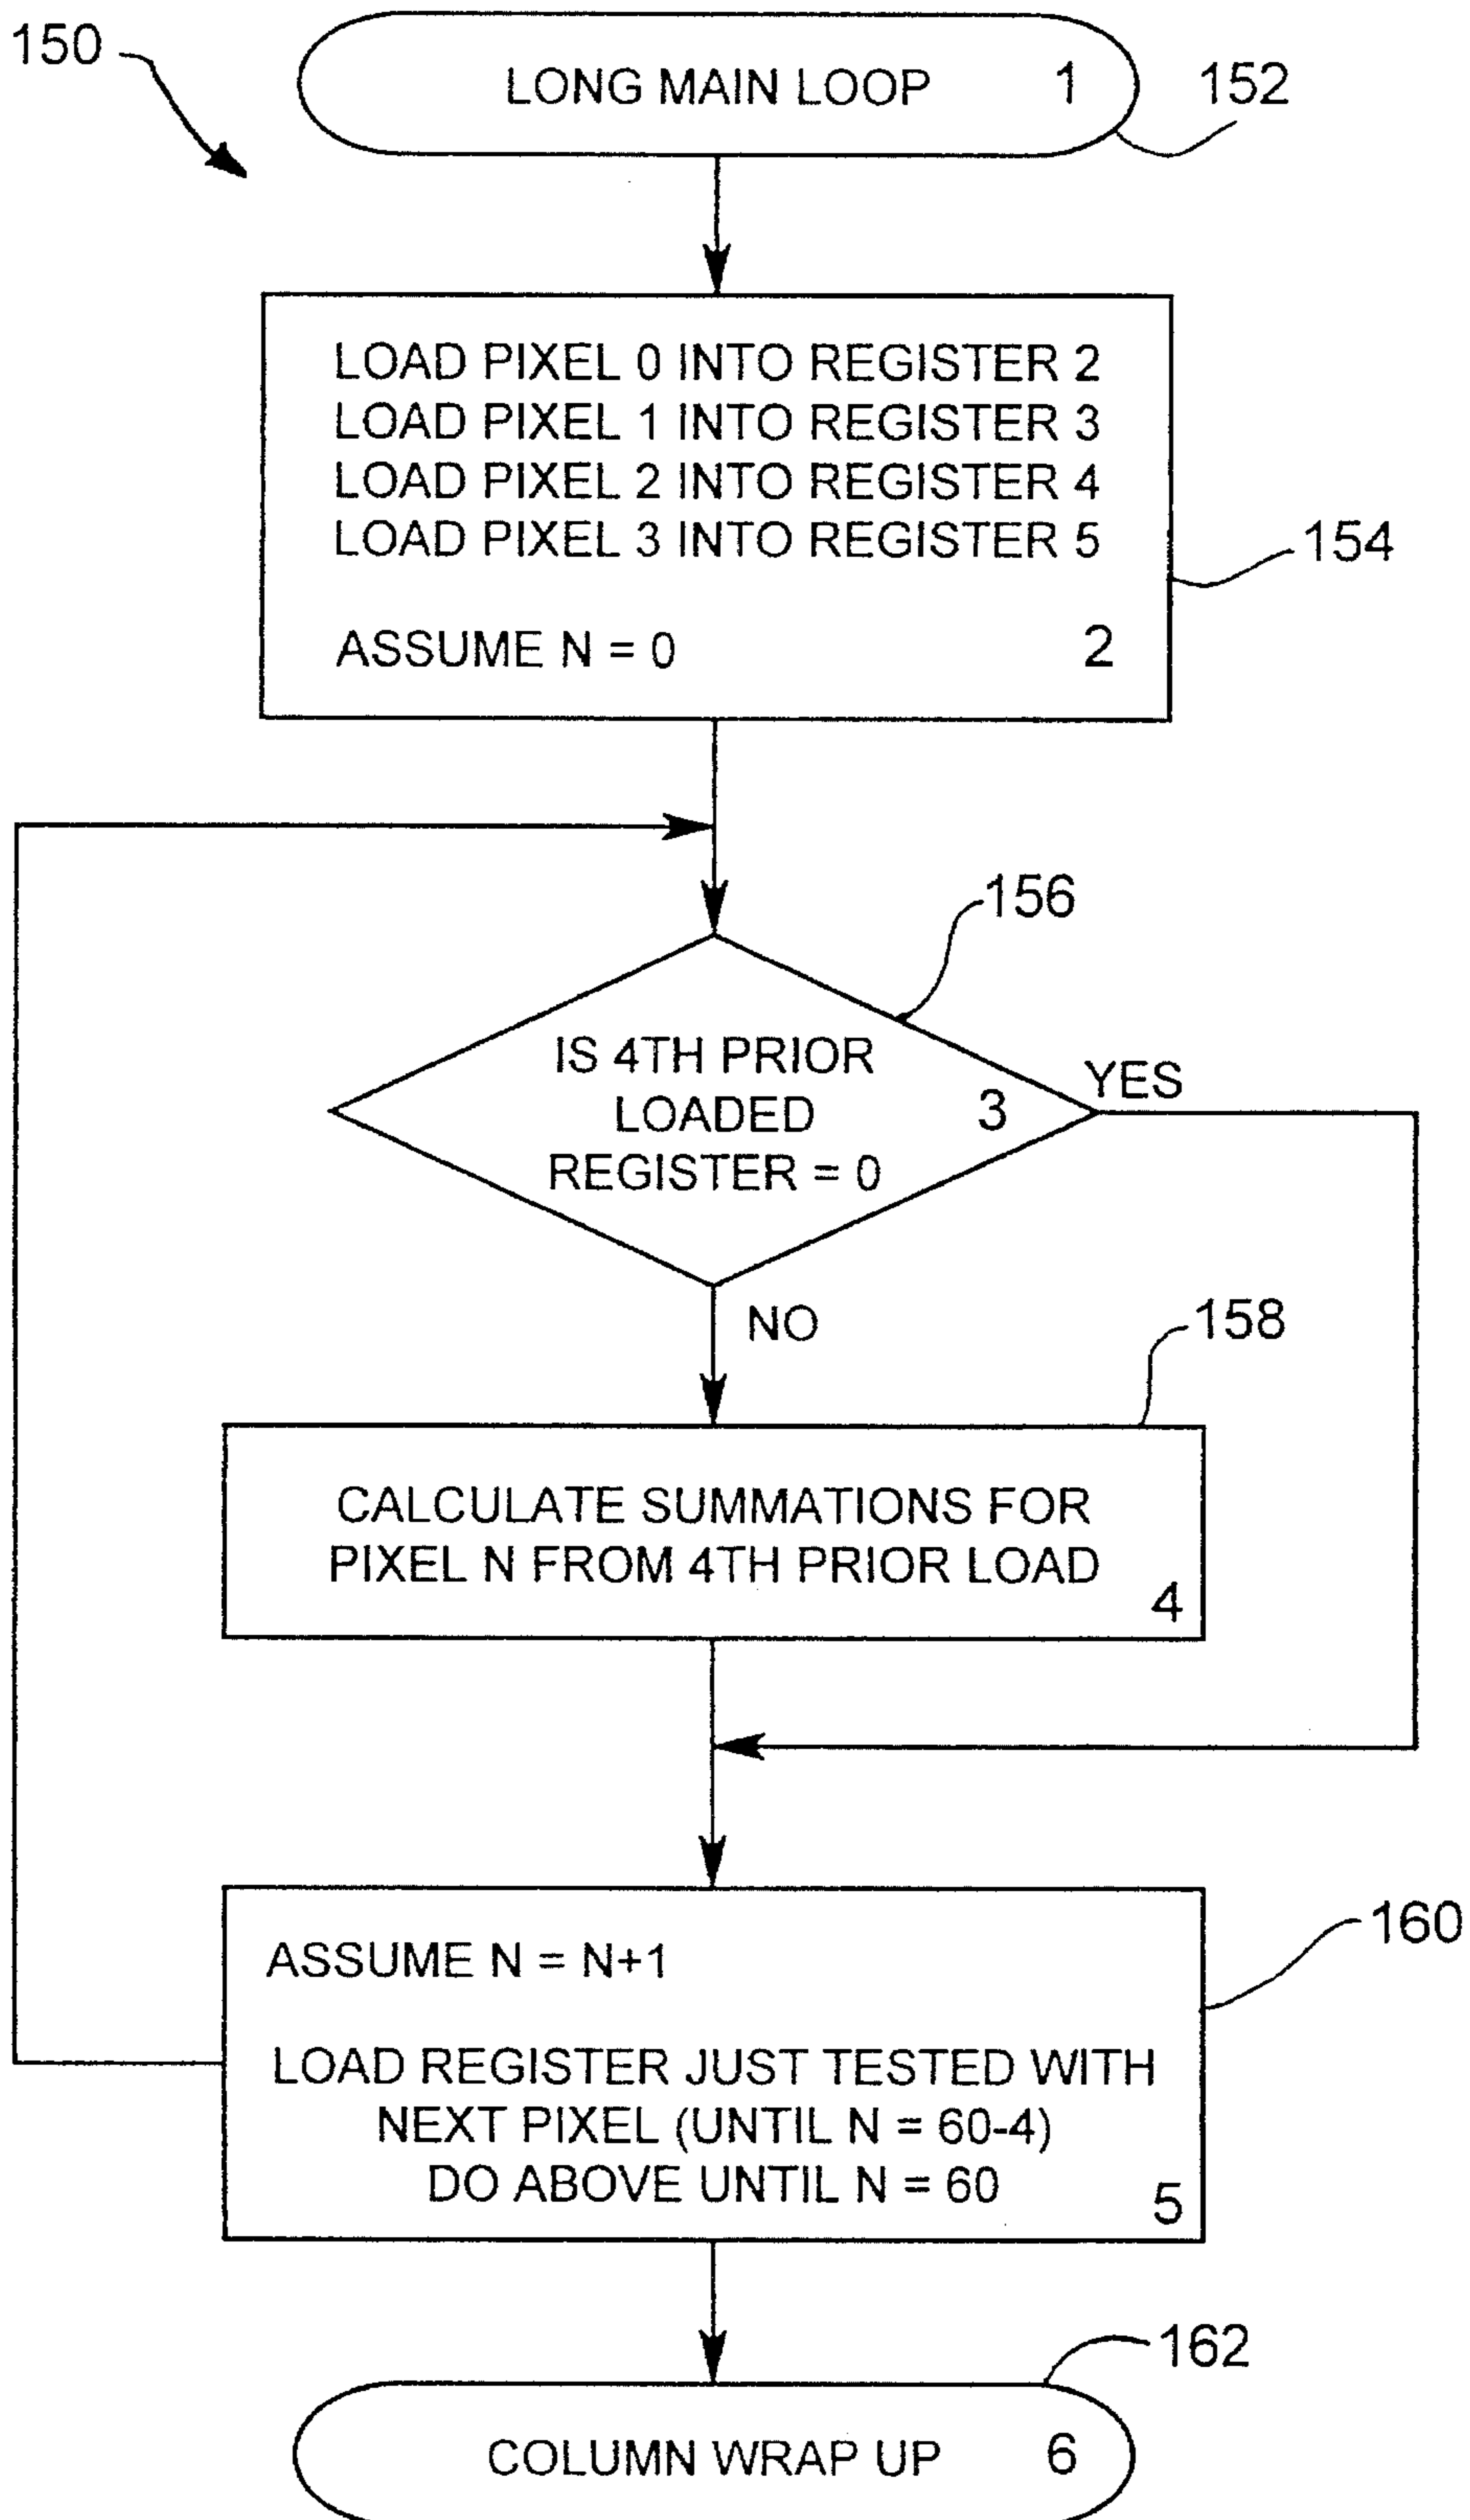 150
LONG MAIN LOOP 1
152
LOAD PIXEL 0 INTO REGISTER 2
LOAD PIXEL 1 INTO REGISTER 3
LOAD PIXEL 2 INTO REGISTER 4
LOAD PIXEL 3 INTO REGISTER 5
154
ASSUME N = 0 2
156
IS 4TH PRIOR
LOADED
REGISTER = 0
3
YES
NO
158
CALCULATE SUMMATIONS FOR
PIXEL N FROM 4TH PRIOR LOAD
4
160
ASSUME N = N+1
LOAD REGISTER JUST TESTED WITH
NEXT PIXEL (UNTIL N = 60-4)
DO ABOVE UNTIL N = 60
5
162
COLUMN WRAP UP 6